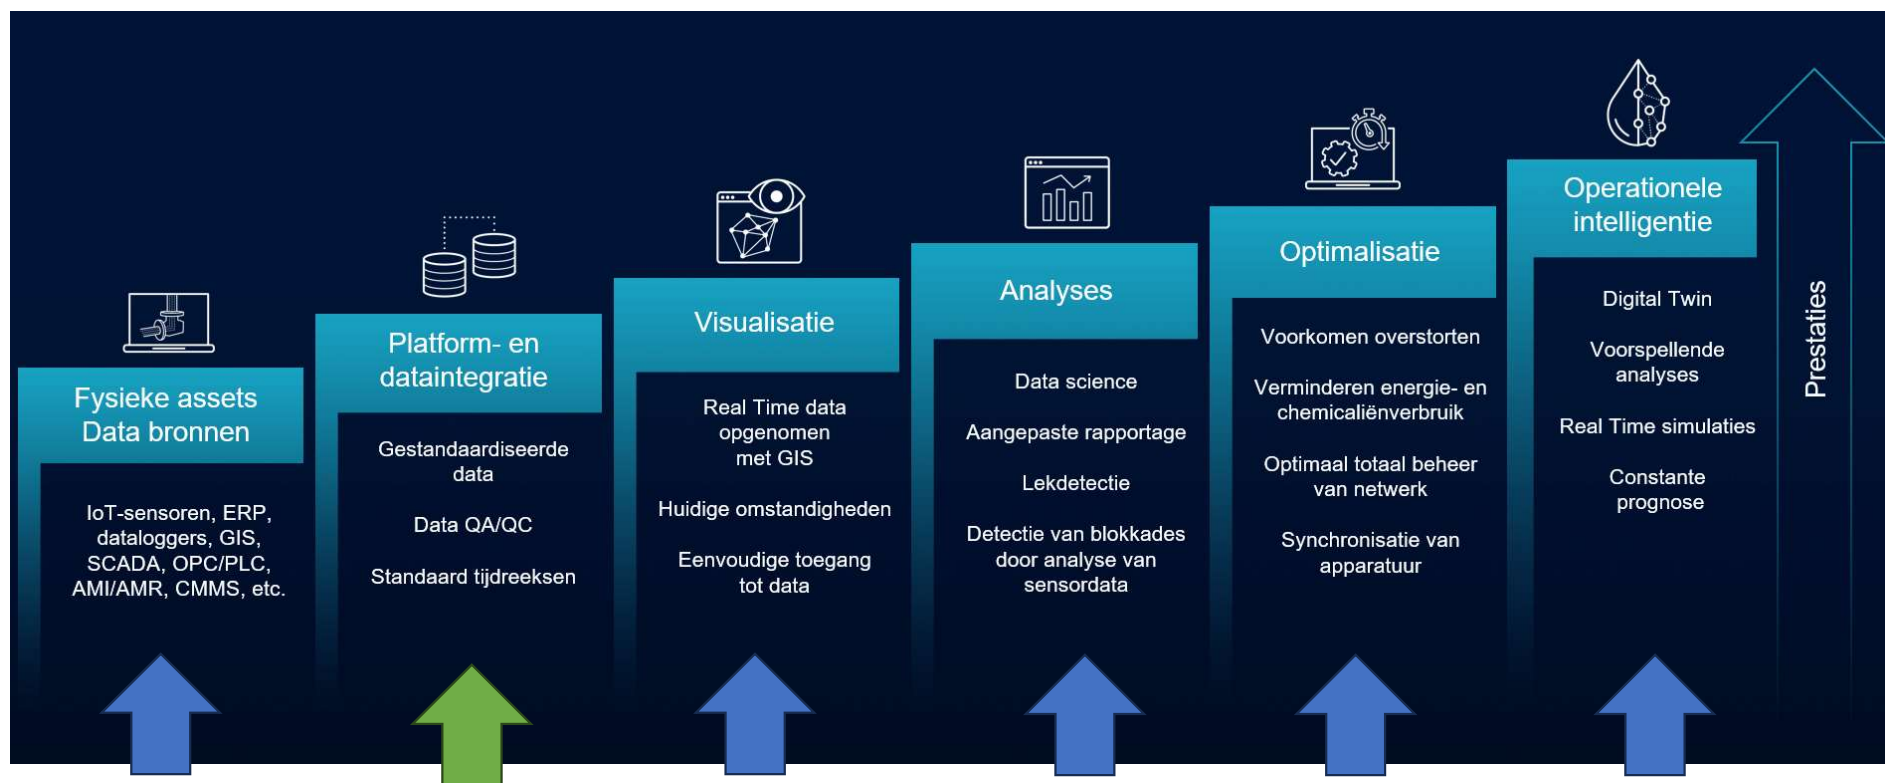 Fysieke assets
Data bronnen
IoT-sensoren, ERP,
dataloggers, GIS,
SCADA, OPC/PLC,
AMI/AMR, CMMS, etc.
Platform- en
dataintegratie
Gestandaardiseerde
data
Data QA/QC
Standaard tijdreeksen
Visualisatie
Real Time data
opgenomen
met GIS
Huidige omstandigheden
Eenvoudige toegang
tot data
Analyses
Data science
Aangepaste rapportage
Lekdetectie
Detectie van blokkades
door analyse van
sensordata
Optimalisatie
Voorkomen overstorten
Verminderen energie- en
chemicaliënverbruik
Optimaal totaal beheer
van netwerk
Synchronisatie van
apparatuur
Operationele
intelligentie
Digital Twin
Voorspellende
analyses
Real Time simulaties
Constante
prognose
Prestaties